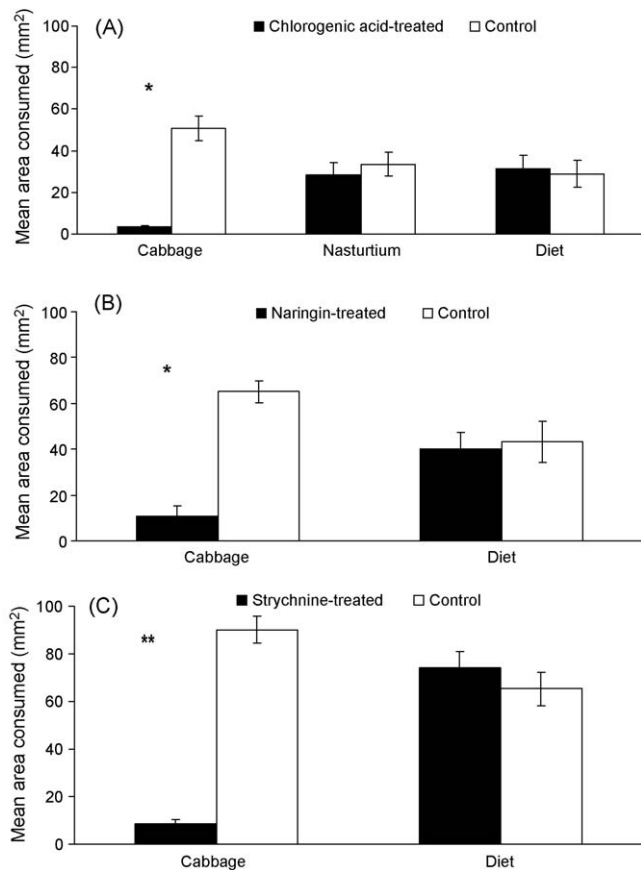 (A)
Chlorogenic acid-treated Control
Mean area consumed (mm²)
100
80
60
40
20
0
*
Cabbage Nasturtium Diet
(B)
Naringin-treated Control
Mean area consumed (mm²)
100
80
60
40
20
0
*
Cabbage Diet
(C)
Strychnine-treated Control
Mean area consumed (mm²)
100
80
60
40
20
0
**
Cabbage Diet